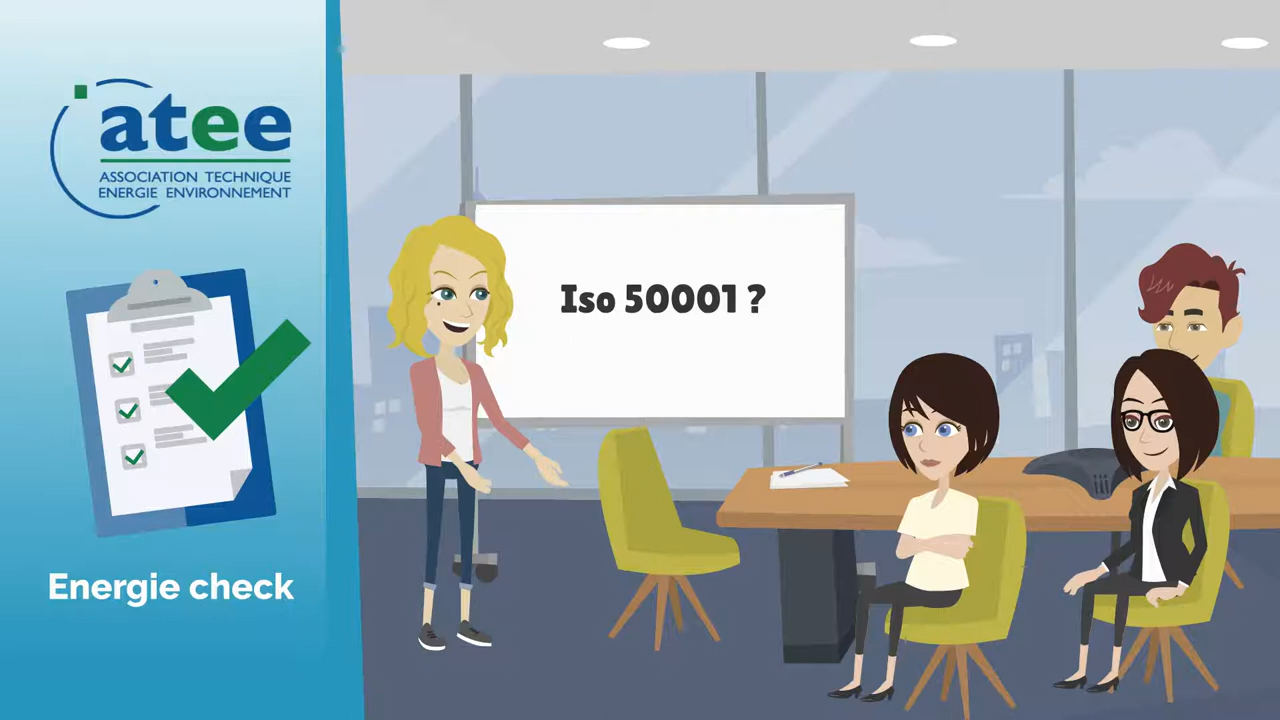 atee
ASSOCIATION TECHNIQUE
ENERGIE ENVIRONNEMENT
Energie check
Iso 50001 ?